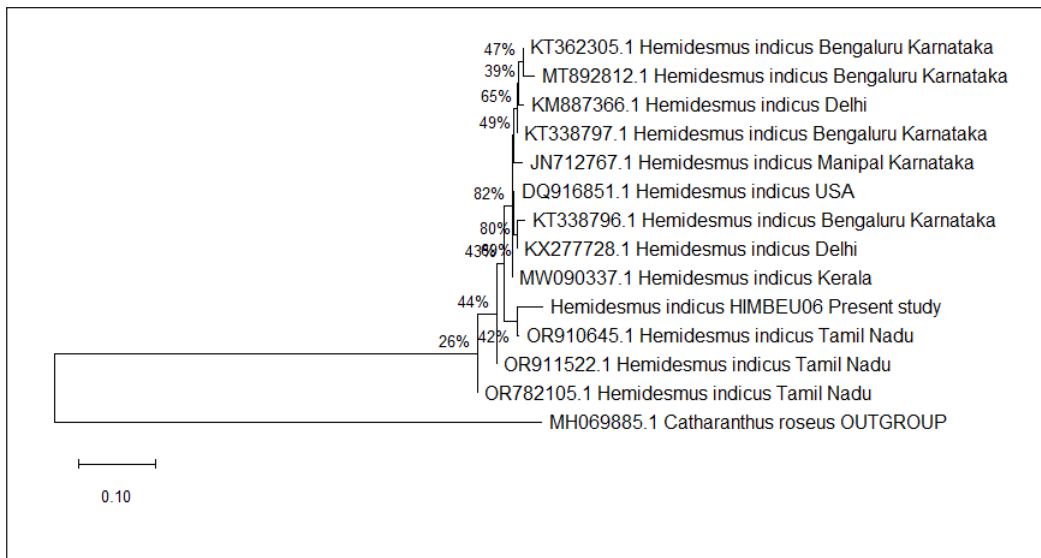 47%
KT362305.1 Hemidesmus indicus Bengaluru Karnataka
39%
MT892812.1 Hemidesmus indicus Bengaluru Karnataka
65%
KM887366.1 Hemidesmus indicus Delhi
49%
KT338797.1 Hemidesmus indicus Bengaluru Karnataka
JN712767.1 Hemidesmus indicus Manipal Karnataka
82%
DQ916851.1 Hemidesmus indicus USA
80%
KT338796.1 Hemidesmus indicus Bengaluru Karnataka
43%
KX277728.1 Hemidesmus indicus Delhi
MW090337.1 Hemidesmus indicus Kerala
44%
Hemidesmus indicus HIMBEU06 Present study
26%
42%
OR910645.1 Hemidesmus indicus Tamil Nadu
OR911522.1 Hemidesmus indicus Tamil Nadu
OR782105.1 Hemidesmus indicus Tamil Nadu
MH069885.1 Catharanthus roseus OUTGROUP
0.10